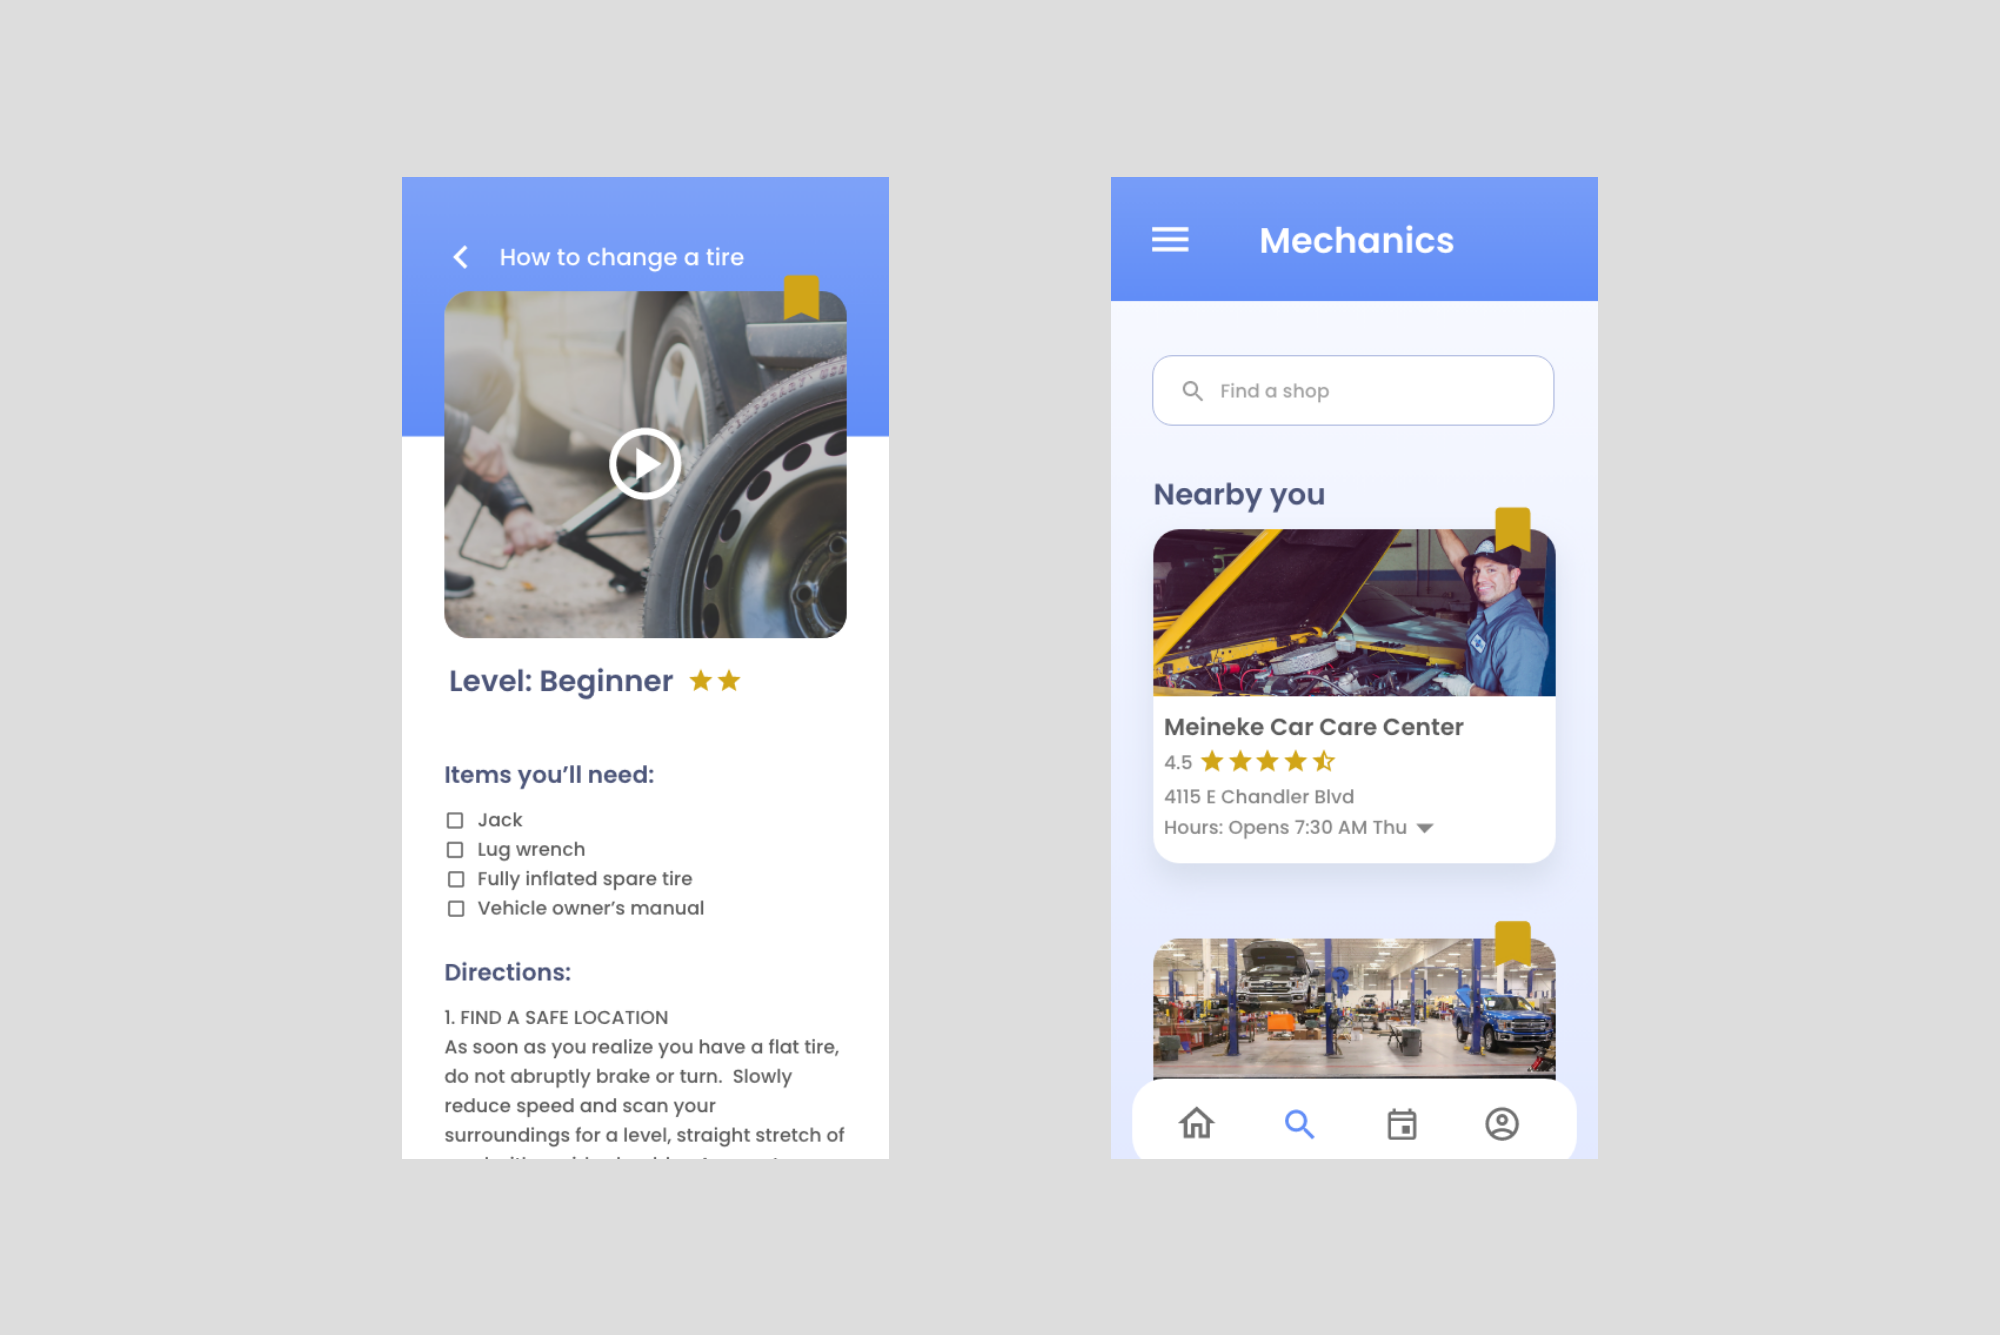 How to change a tire
Level: Beginner
Items you’ll need:
Jack
Lug wrench
Fully inflated spare tire
Vehicle owner’s manual
Directions:
1. FIND A SAFE LOCATION
As soon as you realize you have a flat tire,
do not abruptly brake or turn.  Slowly
reduce speed and scan your
surroundings for a level, straight stretch of
Mechanics
Find a shop
Nearby you
Meineke Car Care Center
4.5
4115 E Chandler Blvd
Hours: Opens 7:30 AM Thu